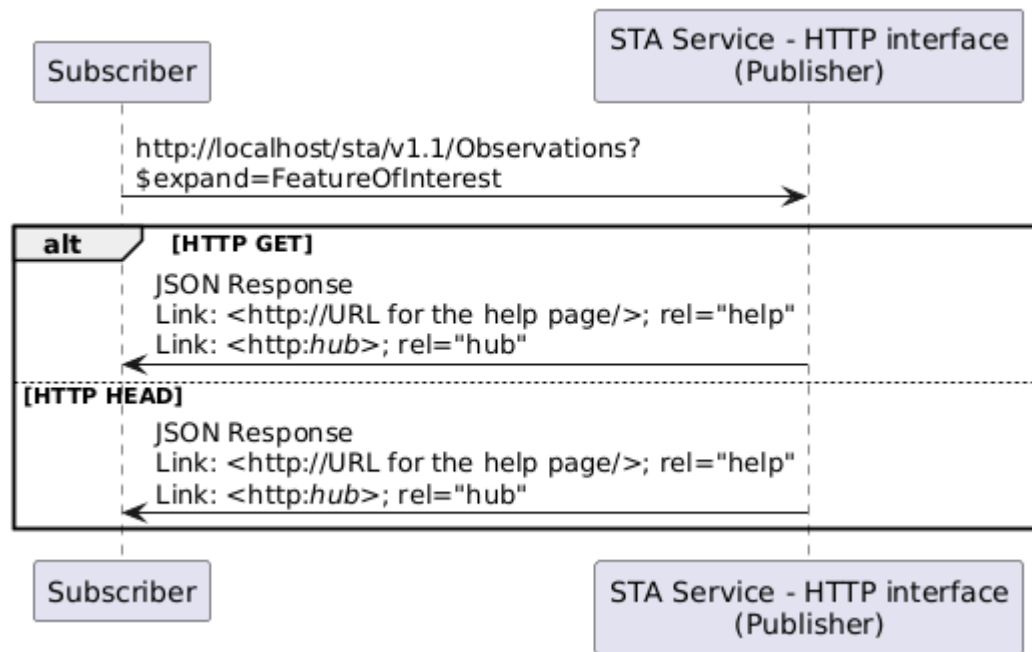 Subscriber
STA Service - HTTP interface
(Publisher)
http://localhost/sta/v1.1/Observations?
$expand=FeatureOfInterest
alt
[HTTP GET]
JSON Response
Link: <http://URL for the help page/>; rel="help"
Link: <http:hub>; rel="hub"
[HTTP HEAD]
JSON Response
Link: <http://URL for the help page/>; rel="help"
Link: <http:hub>; rel="hub"
Subscriber
STA Service - HTTP interface
(Publisher)